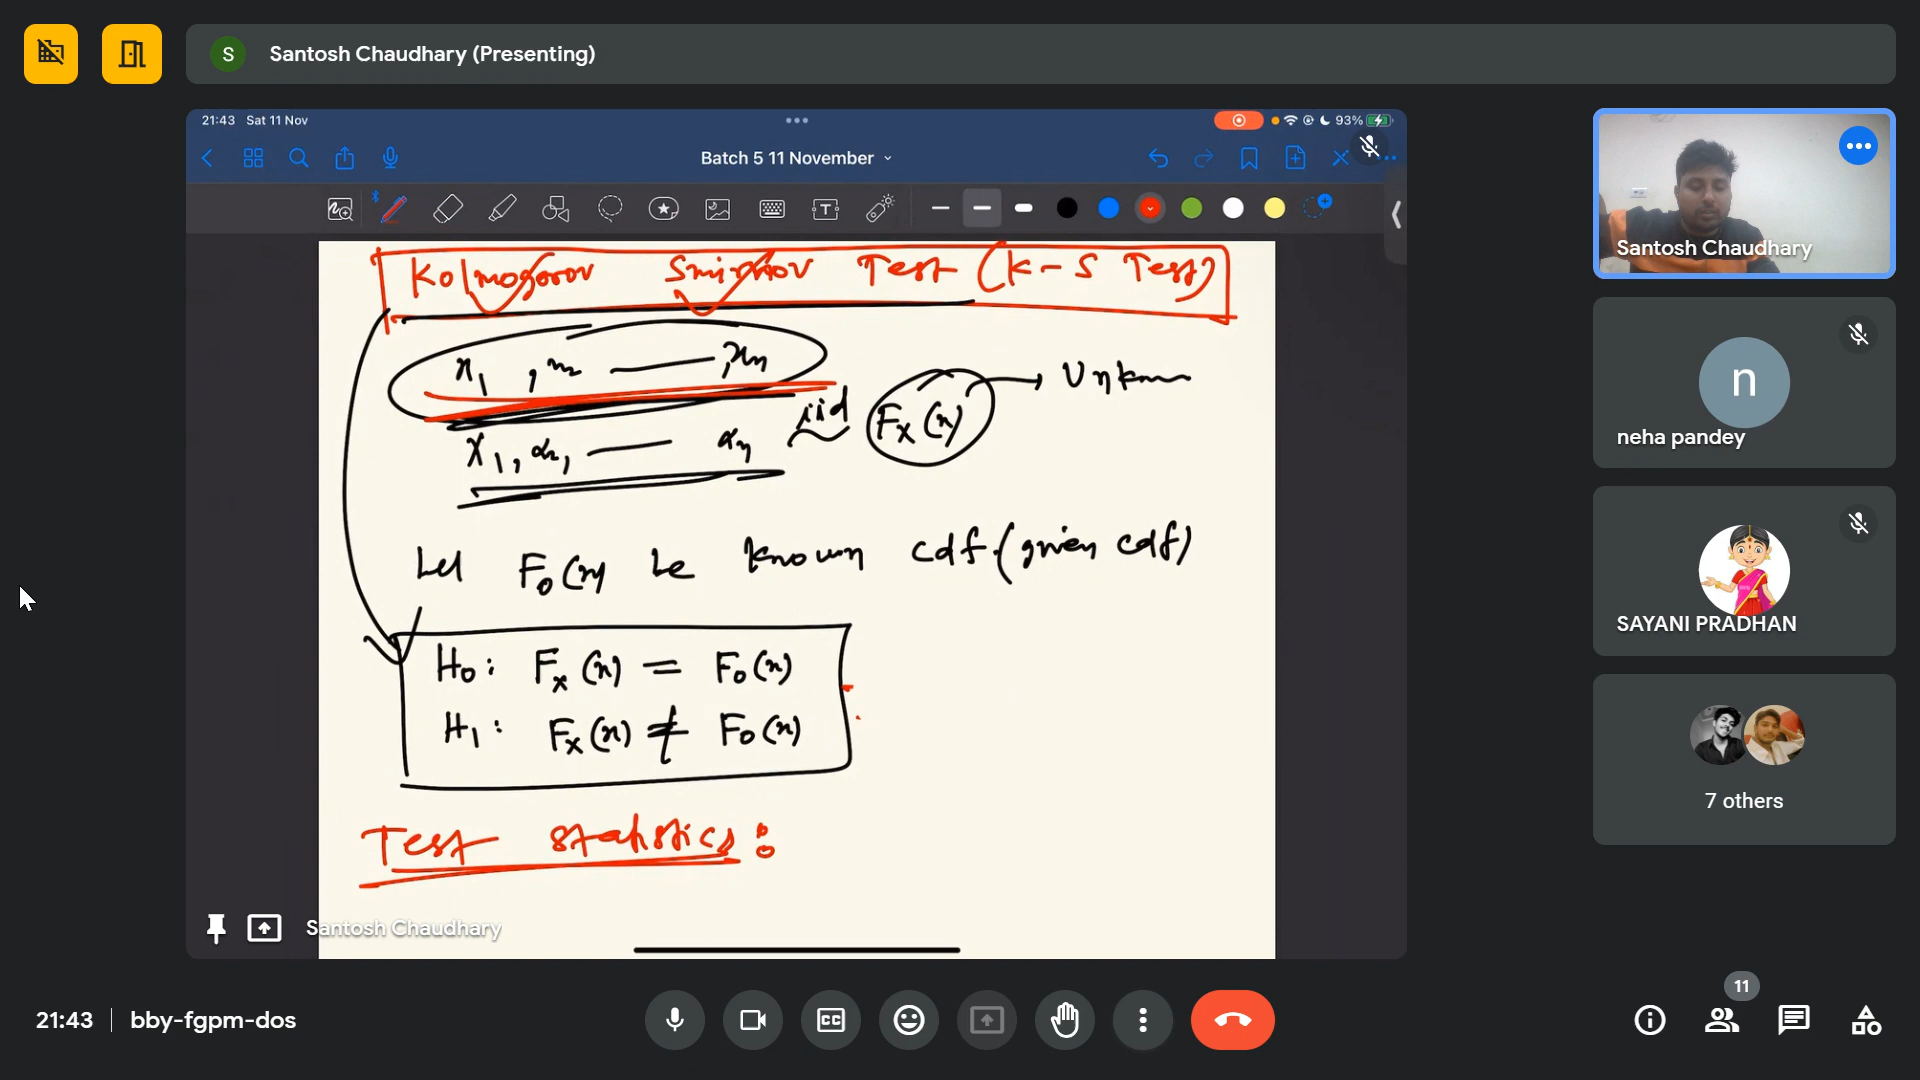 S Santosh Chaudhary (Presenting)
21:43 Sat 11 Nov
93%
Batch 5 11 November
Kolmogorov Smirnov Test (K-S Test)
x1, x2 —— , xn
X1, x2, —— xn iid Fx(x) → Unknown
Let F0(x) be known cdf (given cdf)
H0: Fx(x) = F0(x)
H1: Fx(x) ≠ F0(x)
Test statistics:
Santosh Chaudhary
Santosh Chaudhary
n
neha pandey
SAYANI PRADHAN
7 others
21:43 | bby-fgpm-dos
CC
11